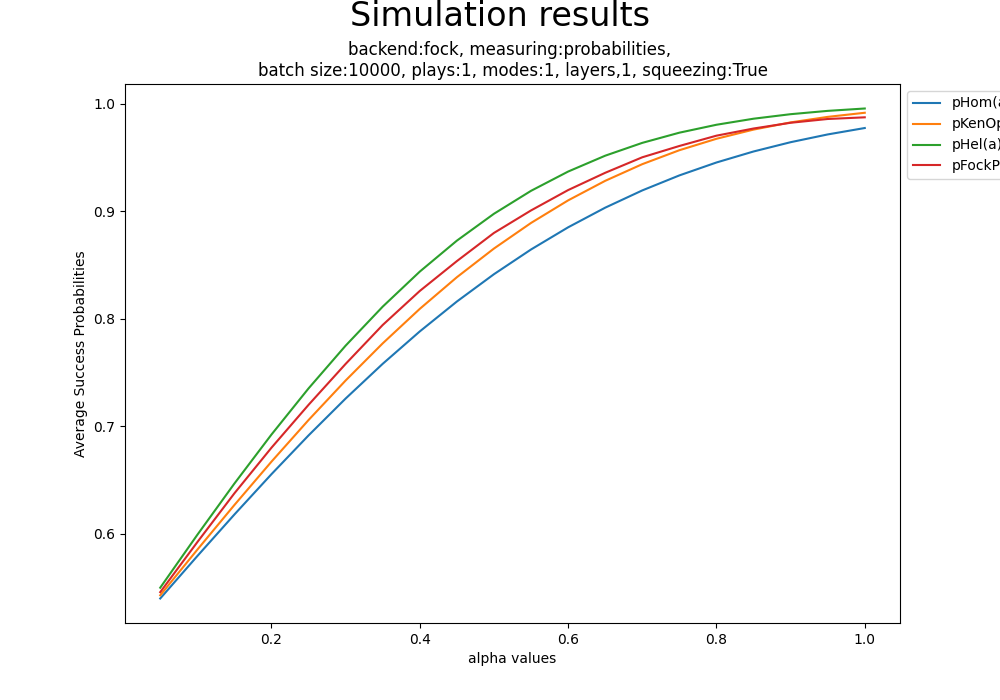 Simulation results
backend:fock, measuring:probabilities,
batch size:10000, plays:1, modes:1, layers,1, squeezing:True
1.0
0.9
0.8
0.7
0.6
Average Success Probabilities
0.2 0.4 0.6 0.8 1.0
alpha values
pHom(a
pKenOp
pHel(a)
pFockP